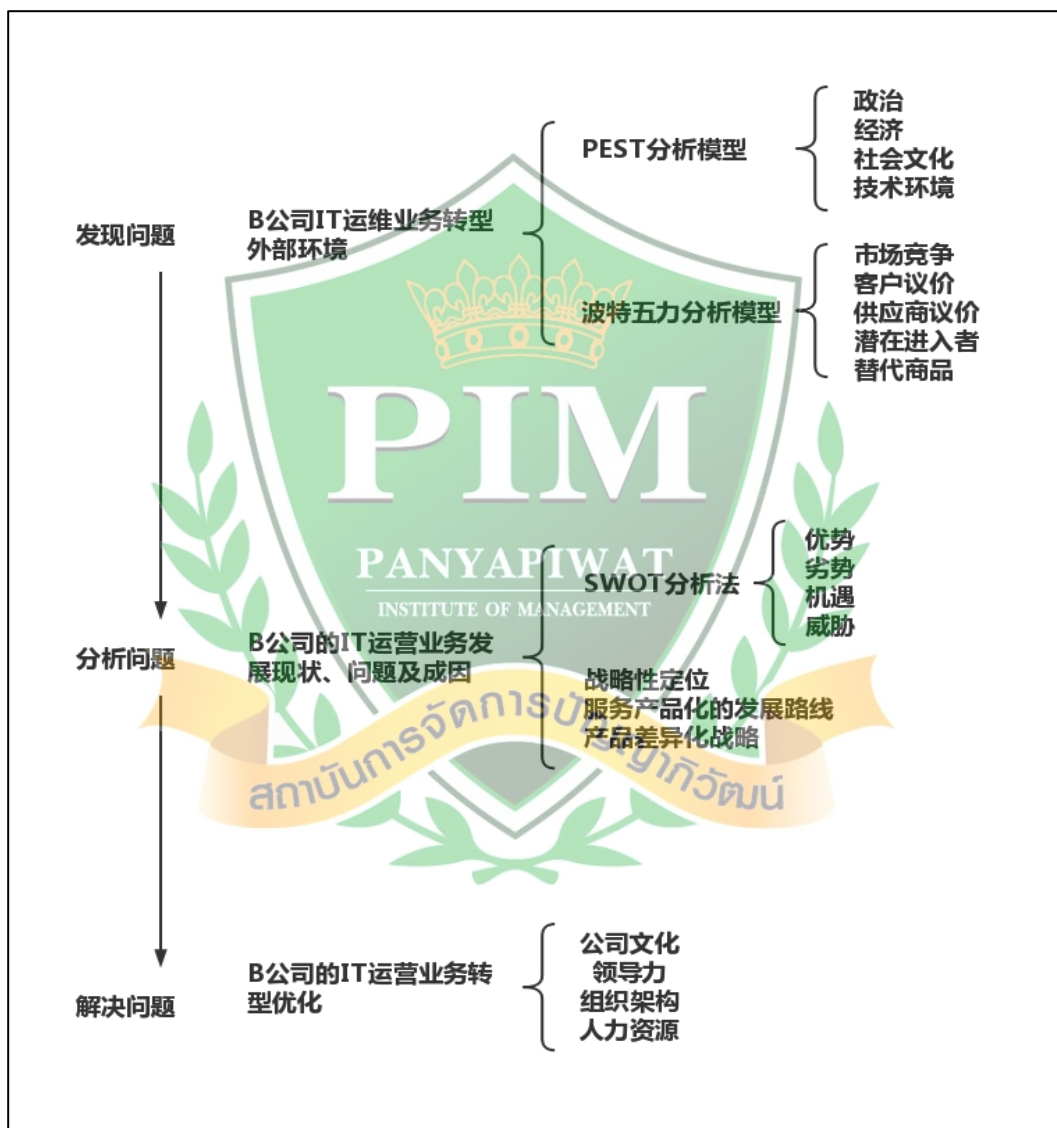 政治
经济
社会文化
技术环境
PEST分析模型
发现问题
B公司IT运维业务转型
外部环境
市场竞争
客户议价
供应商议价
潜在进入者
替代商品
波特五力分析模型
PIM
PANYAPIWAT
INSTITUTE OF MANAGEMENT
优势
劣势
机遇
威胁
SWOT分析法
分析问题
B公司的IT运营业务发
展现状、问题及成因
战略性定位
服务产品化的发展路线
产品差异化战略
สถาบันการจัดการปัญญาภิวัฒน์
公司文化
领导力
组织架构
人力资源
解决问题
B公司的IT运营业务转
型优化